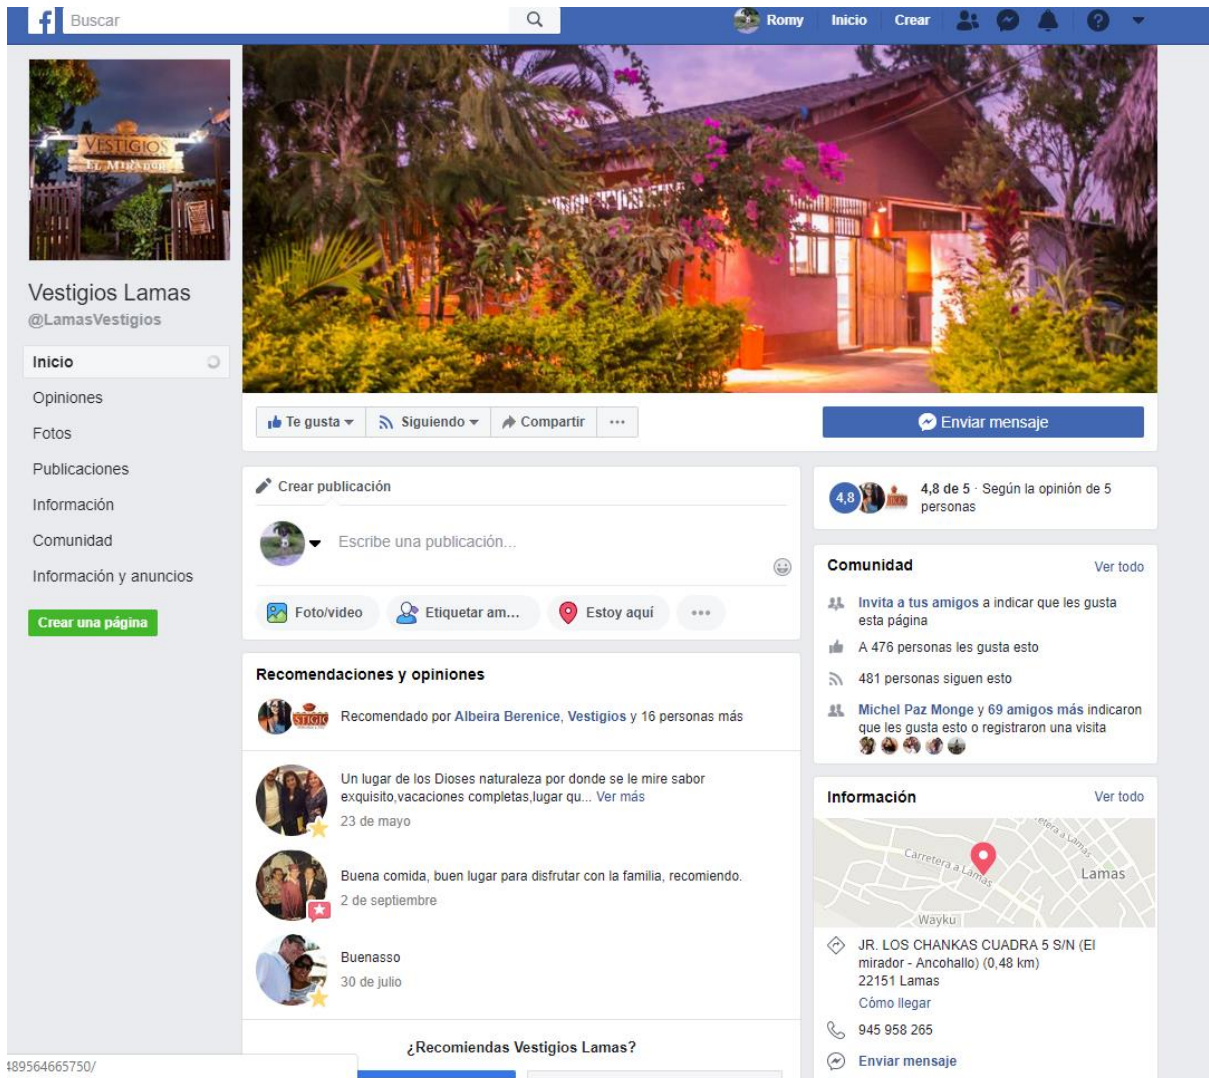 Buscar
Romy
Inicio
Crear
VESTIGIOS
EL MIRADOR
Vestigios Lamas
@LamasVestigios
Inicio
Opiniones
Fotos
Publicaciones
Información
Comunidad
Información y anuncios
Crear una página
Te gusta
Siguiendo
Compartir
Enviar mensaje
Crear publicación
Escribe una publicación...
Foto/video
Etiquetar am...
Estoy aquí
Recomendaciones y opiniones
STIGIO
Recomendado por Albeira Berenice, Vestigios y 16 personas más
Un lugar de los Dioses naturaleza por donde se le mire sabor
exquisito,vacaciones completas,lugar qu... Ver más
23 de mayo
Buena comida, buen lugar para disfrutar con la familia, recomiendo.
2 de septiembre
Buenasso
30 de julio
¿Recomiendas Vestigios Lamas?
4,8
4,8 de 5 · Según la opinión de 5
personas
Comunidad
Ver todo
Invita a tus amigos a indicar que les gusta
esta página
A 476 personas les gusta esto
481 personas siguen esto
Michel Paz Monge y 69 amigos más indicaron
que les gusta esto o registraron una visita
Información
Ver todo
Carretera a Lamas
Carretera a Lamas
Lamas
Wayku
JR. LOS CHANKAS CUADRA 5 S/N (El
mirador - Ancohallo) (0,48 km)
22151 Lamas
Cómo llegar
945 958 265
Enviar mensaje
489564665750/